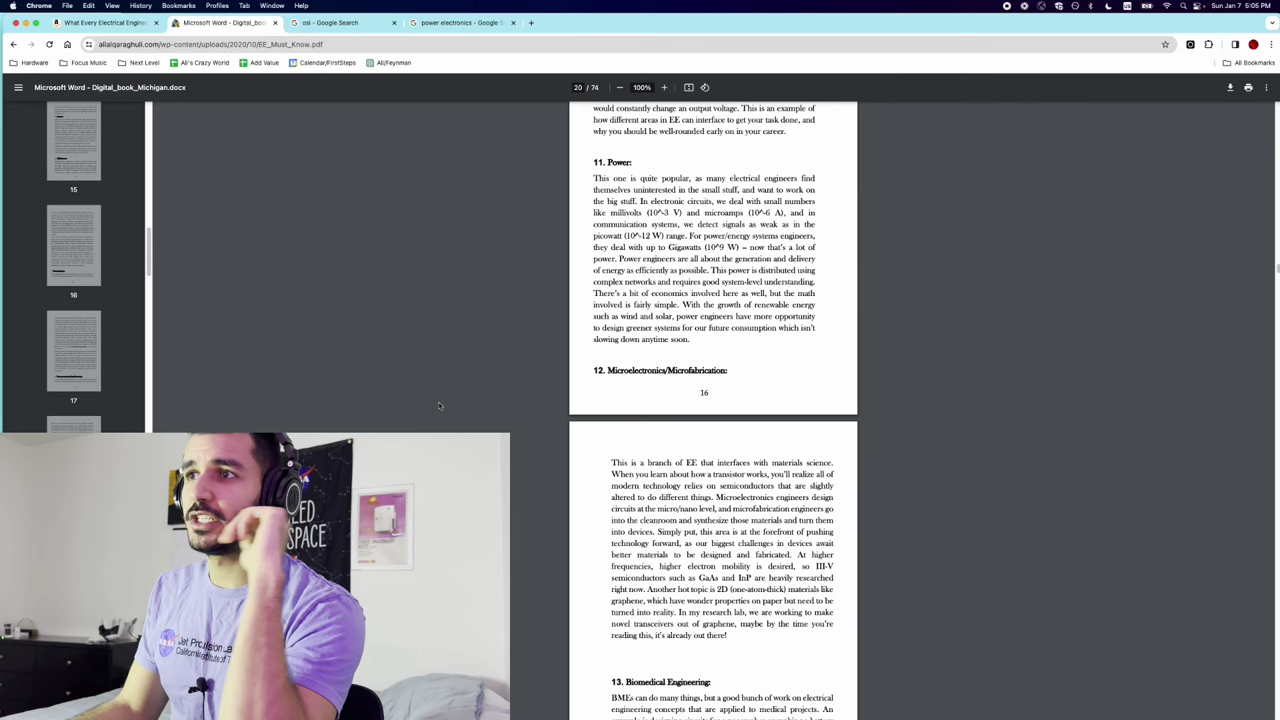 Chrome File Edit View History Bookmarks Profiles Tab Window Help Sun Jan 7 5:05 PM
What Every Electrical Engine
Microsoft Word - Digital_boo
osi - Google Search
power electronics - Google S
allalqaraghuli.com/wp-content/uploads/2020/10/EE_Must_Know.pdf
Hardware Focus Music Next Level Ali's Crazy World Add Value Calendar/FirstSteps Ali/Feynman All Bookmarks
Microsoft Word - Digital_book_Michigan.docx 20 / 74 100%
15
16
17
would constantly change an output voltage. This is an example of
how different areas in EE can interface to get your task done, and
why you should be well-rounded early on in your career.
11. Power:
This one is quite popular, as many electrical engineers find
themselves uninterested in the small stuff, and want to work on
the big stuff. In electronic circuits, we deal with small numbers
like millivolts (10^-3 V) and microamps (10^-6 A), and in
communication systems, we detect signals as weak as in the
picowatt (10^-12 W) range. For power/energy systems engineers,
they deal with up to Gigawatts (10^9 W) – now that's a lot of
power. Power engineers are all about the generation and delivery
of energy as efficiently as possible. This power is distributed using
complex networks and requires good system-level understanding.
There's a bit of economics involved here as well, but the math
involved is fairly simple. With the growth of renewable energy
such as wind and solar, power engineers have more opportunity
to design greener systems for our future consumption which isn't
slowing down anytime soon.
12. Microelectronics/Microfabrication:
16
This is a branch of EE that interfaces with materials science.
When you learn about how a transistor works, you'll realize all of
modern technology relies on semiconductors that are slightly
altered to do different things. Microelectronics engineers design
circuits at the micro/nano level, and microfabrication engineers go
into the cleanroom and synthesize those materials and turn them
into devices. Simply put, this area is at the forefront of pushing
technology forward, as our biggest challenges in devices await
better materials to be designed and fabricated. At higher
frequencies, higher electron mobility is desired, so III-V
semiconductors such as GaAs and InP are heavily researched
right now. Another hot topic is 2D (one-atom-thick) materials like
graphene, which have wonder properties on paper but need to be
turned into reality. In my research lab, we are working to make
novel transceivers out of graphene, maybe by the time you're
reading this, it's already out there!
13. Biomedical Engineering:
BMEs can do many things, but a good bunch of work on electrical
engineering concepts that are applied to medical projects. An
SPACE
Jet Propulsion
California Institute of T